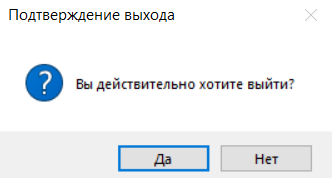 Подтверждение выхода
Вы действительно хотите выйти?
Да
Нет